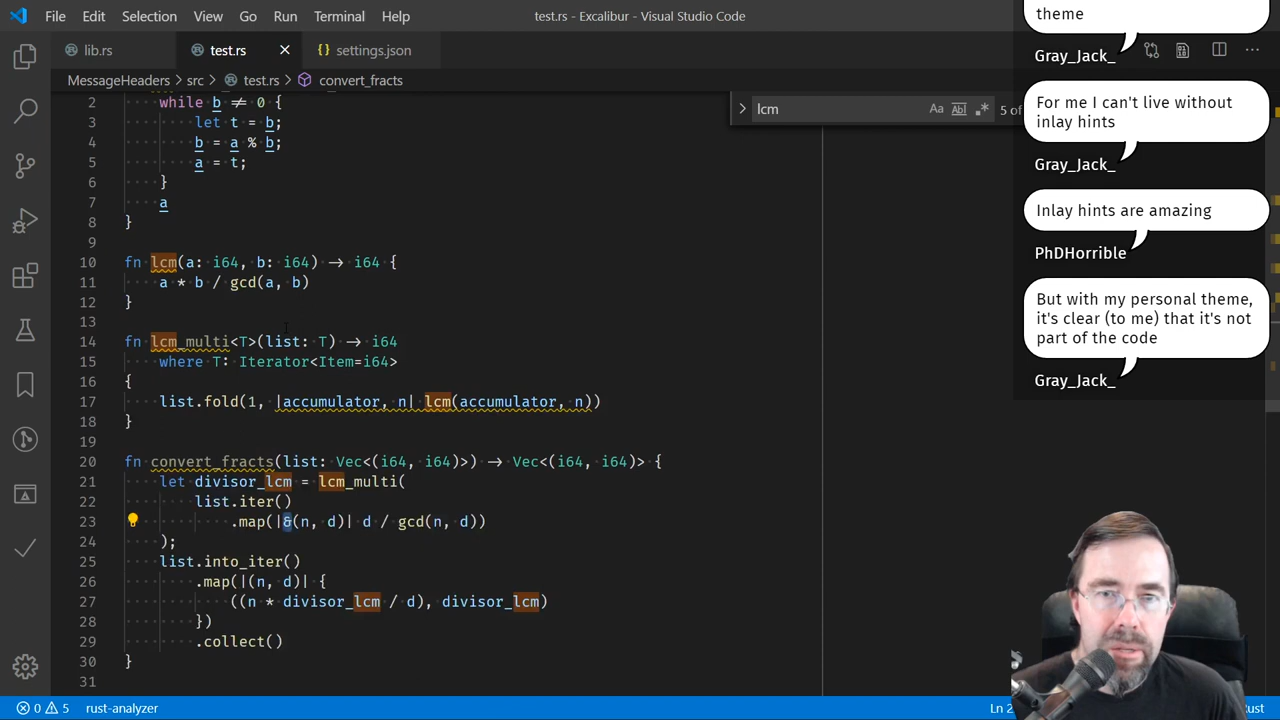 File Edit Selection View Go Run Terminal Help
test.rs - Excalibur - Visual Studio Code
lib.rs test.rs settings.json
MessageHeaders > src > test.rs > convert_fracts
lcm
5 of
2 while b ≠ 0 {
3 let t = b;
4 b = a % b;
5 a = t;
6 }
7 a
8 }
9
10 fn lcm(a: i64, b: i64) → i64 {
11 a * b / gcd(a, b)
12 }
13
14 fn lcm_multi<T>(list: T) → i64
15 where T: Iterator<Item=i64>
16 {
17 list.fold(1, |accumulator, n| lcm(accumulator, n))
18 }
19
20 fn convert_fracts(list: Vec<(i64, i64)>) → Vec<(i64, i64)> {
21 let divisor_lcm = lcm_multi(
22 list.iter()
23 .map(|&(n, d)| d / gcd(n, d))
24 );
25 list.into_iter()
26 .map(|(n, d)| {
27 ((n * divisor_lcm / d), divisor_lcm)
28 })
29 .collect()
30 }
31
theme
Gray_Jack_
For me I can't live without
inlay hints
Gray_Jack_
Inlay hints are amazing
PhDHorrible
But with my personal theme,
it's clear (to me) that it's not
part of the code
Gray_Jack_
0 5 rust-analyzer
Ln 2
Rust